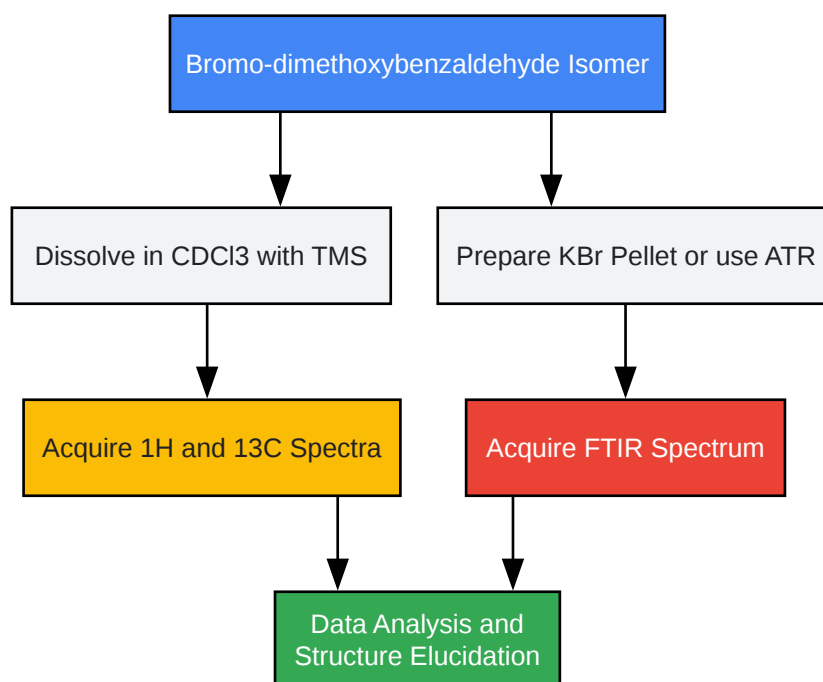 Bromo-dimethoxybenzaldehyde Isomer
Dissolve in CDCl3 with TMS
Prepare KBr Pellet or use ATR
Acquire 1H and 13C Spectra
Acquire FTIR Spectrum
Data Analysis and
Structure Elucidation